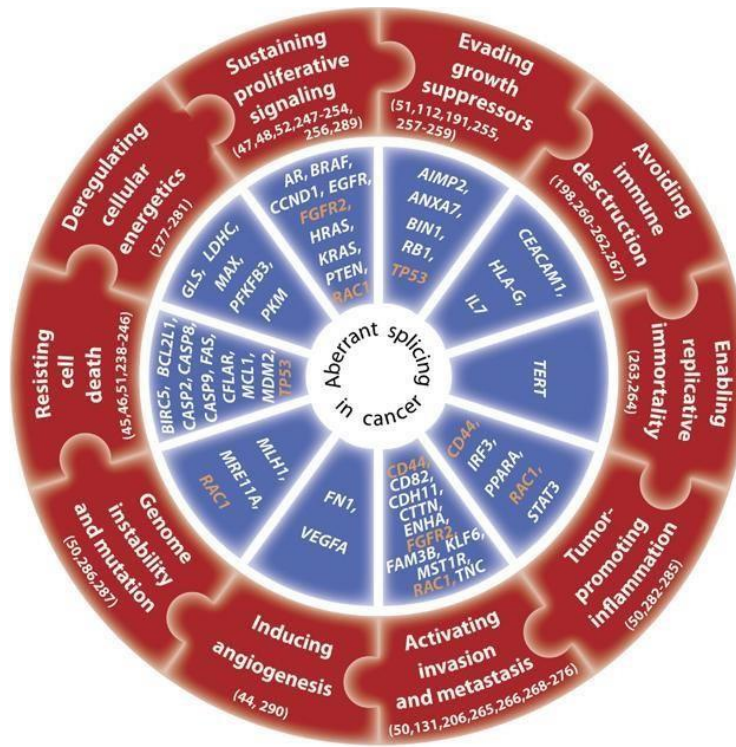 Sustaining
proliferative
signaling
(47,48,52,247-254,
256,289)
AR, BRAF,
CCND1, EGFR,
FGFR2,
HRAS,
KRAS,
PTEN,
RAC1
Evading
growth
suppressors
(51,112,191,255,
257-259)
AIMP2,
ANXA7,
BIN1,
RB1,
TP53
Avoiding
immune
desctruction
(198,260-262,267)
CEACAM1,
HLA-G,
IL7
Enabling
replicative
immortality
(263,264)
TERT
Tumor-
promoting
inflammation
(50,282-285)
CD44,
IRF3,
PPARA,
RAC1,
STAT3
Activating
invasion
and metastasis
(50,131,206,265,266,268-276)
CD44,
CD82,
CDH11,
CTTN,
ENHA,
FGFR2,
FAM3B, KLF6,
MST1R,
RAC1, TNC
Inducing
angiogenesis
(44, 290)
FN1,
VEGFA
Genome
instability
and mutation
(50,286,287)
MLH1,
MRE11A,
RAC1
Resisting
cell
death
(45,46,51,238-246)
BIRC5, BCL2L1,
CASP2, CASP8,
CASP9, FAS,
CFLAR,
MCL1,
MDM2,
TP53
Deregulating
cellular
energetics
(277-281)
GLS, LDHC,
MAX,
PFKFB3,
PKM
Aberrant splicing
in cancer